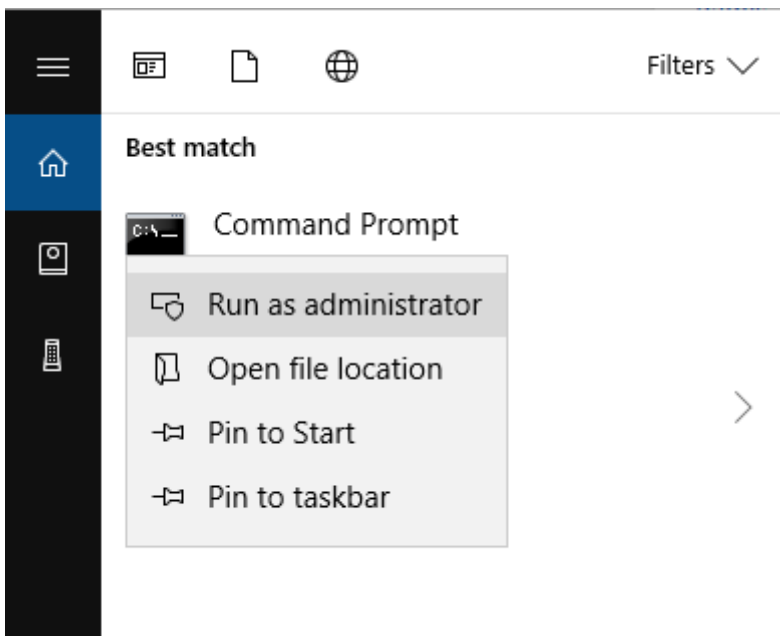 Filters
Best match
C:\_
Command Prompt
Run as administrator
Open file location
Pin to Start
Pin to taskbar